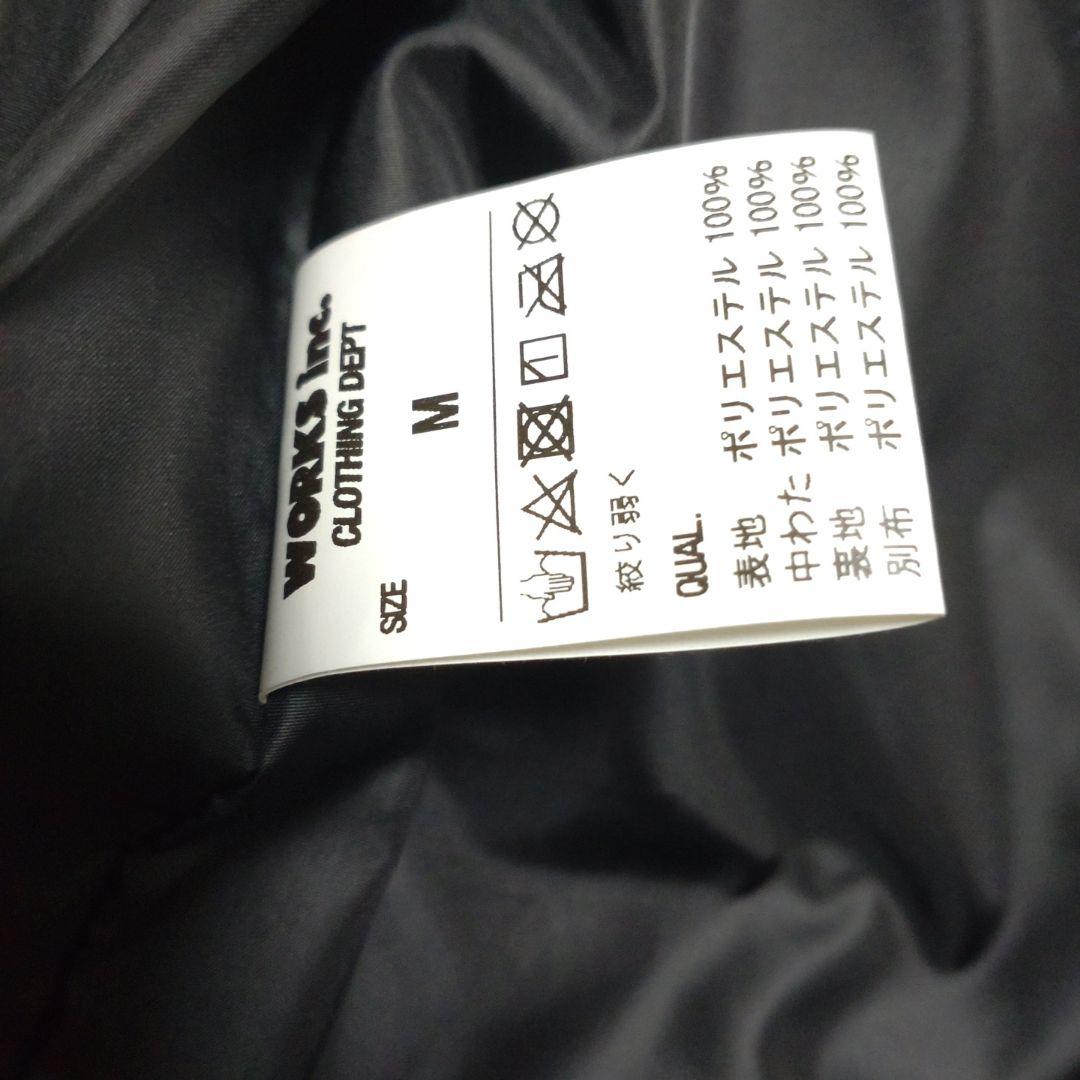 WORKS Inc.
CLOTHING DEPT
SIZE M
絞り弱く
QUAL.
表地 ポリエステル 100%
中わた ポリエステル 100%
裏地 ポリエステル 100%
別布 ポリエステル 100%